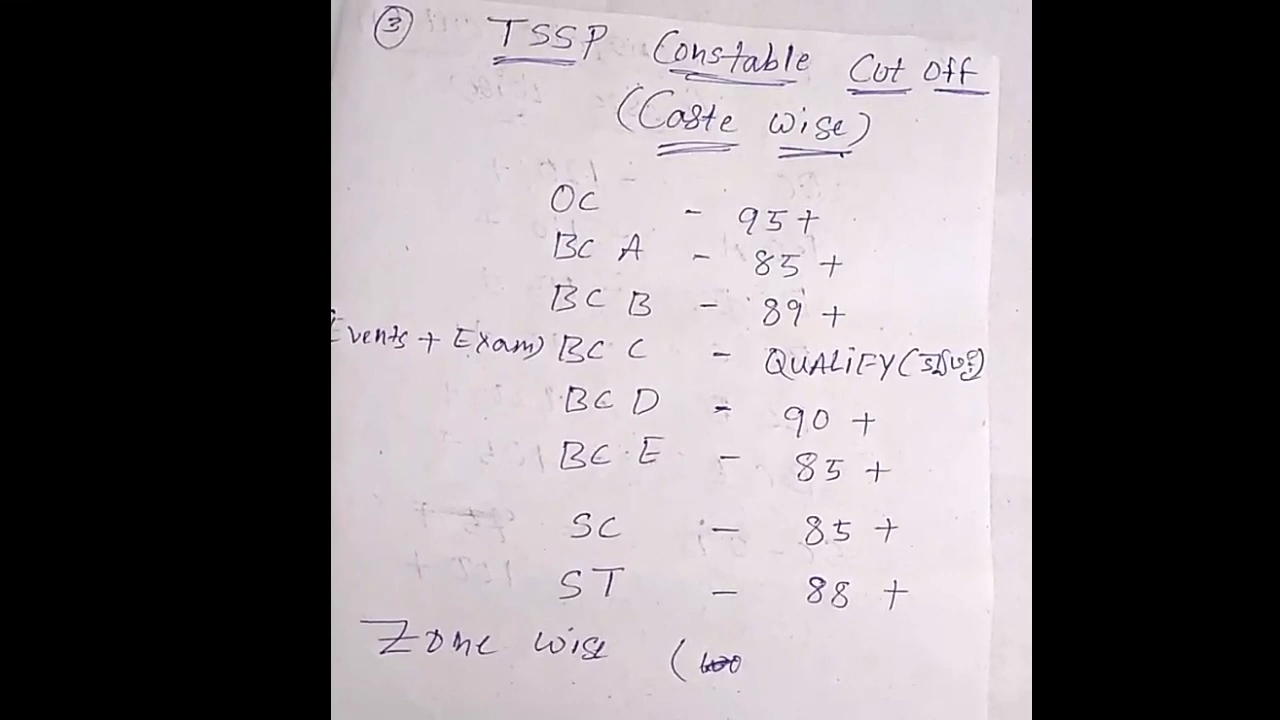 ③ TSSP Constable Cut Off
(Caste wise)
OC - 95+
BC A - 85+
BC B - 89+
Events + Exam) BC C - QUALiFY(
BC D - 90+
BC E - 85+
SC - 85+
ST - 88+
Zone wise (